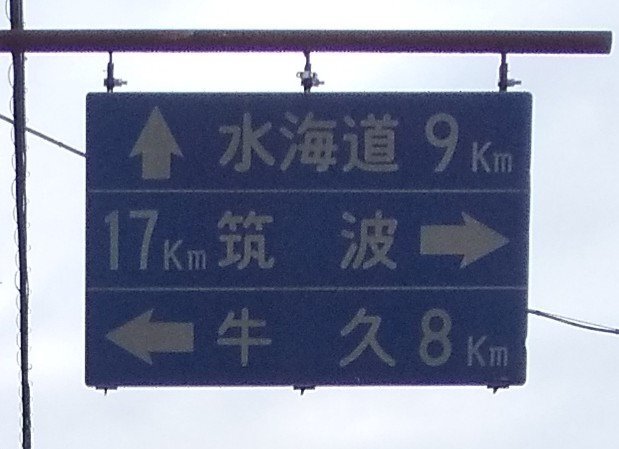 ↑ 水海道 9Km
17Km 筑波 →
← 牛久 8Km